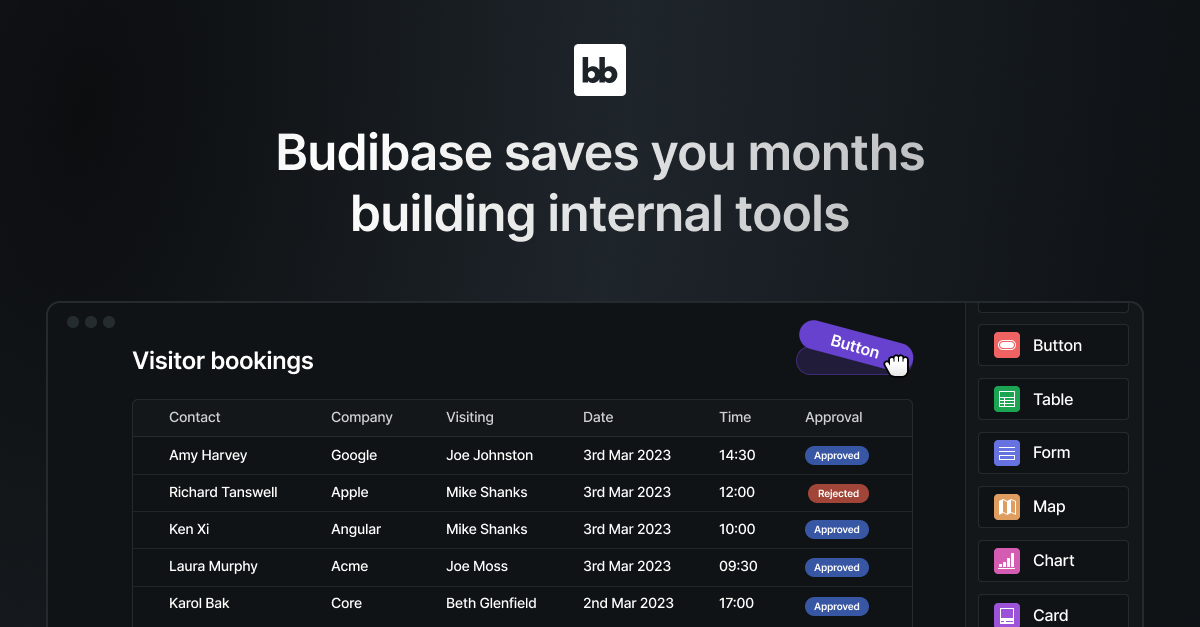 bb
Budibase saves you months
building internal tools
Visitor bookings
Button
Contact Company Visiting Date Time Approval
Amy Harvey Google Joe Johnston 3rd Mar 2023 14:30 Approved
Richard Tanswell Apple Mike Shanks 3rd Mar 2023 12:00 Rejected
Ken Xi Angular Mike Shanks 3rd Mar 2023 10:00 Approved
Laura Murphy Acme Joe Moss 3rd Mar 2023 09:30 Approved
Karol Bak Core Beth Glenfield 2nd Mar 2023 17:00 Approved
Button
Table
Form
Map
Chart
Card